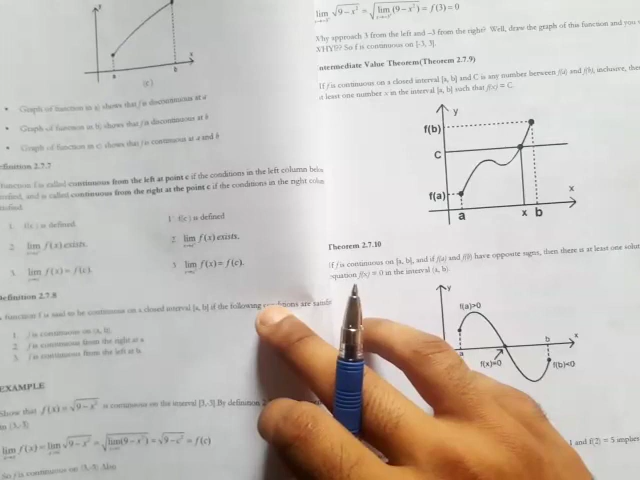 y
x
a
b
(c)
• Graph of function in a) shows that f is discontinuous at a
• Graph of function in b) shows f is discontinuous at b
• Graph of function in c) shows that f is continuous at a and b
efinition 2.7.7
function f is called continuous from the left at point c if the conditions in the left column below
and is called continuous from the right at the point c if the conditions in the right
1. f(c) is defined.
2. lim f(x) exists.
3. lim f(x) = f(c).
1. f(c) is defined
2. lim f(x) exists.
3. lim f(x) = f(c).
efinition 2.7.8
function f is said to be continuous on a closed interval [a, b] if the following conditions are
1. f is continuous on (a, b).
2. f is continuous from the right at a
3. f is continuous from the left at b.
EXAMPLE
Show that f(x) = √9 − x² is continuous on the interval [3,-3] By definition
in (3,-3)
lim f(x) = lim √9 − x² = √lim(9 − x²) = √9 − c² = f(c)
So f is continuous on (3,-3) Also
lim √9 − x² = √lim (9 − x²) = f(3) = 0
Why approach 3 from the left and –3 from the right? Well, draw the graph of this function and you
WHY!!! So f is continuous on [-3, 3].
ntermediate Value Theorem(Theorem 2.7.9)
If f is continuous on a closed interval [a, b] and C is any number between f(a) and f(b), inclusive, then
at least one number x in the interval [a, b] such that f(x) = C.
y
f(b)
C
f(a)
x
a
x
b
Theorem 2.7.10
If f is continuous on [a, b], and if f(a) and f(b) have opposite signs, then there is at least one
equation f(x) = 0 in the interval (a, b).
y
f(a)>0
b
x
a
f(x)=0
f(b)<0
1 and f(2) = 5 implies